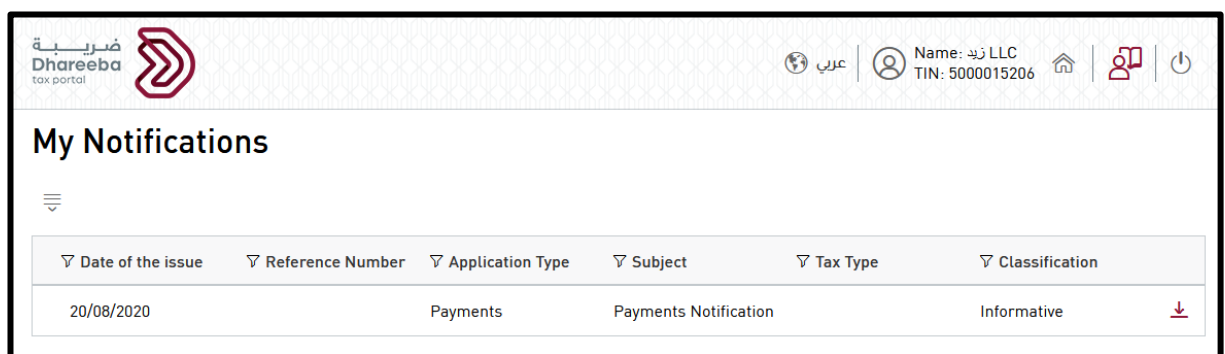 ضريبة
Dhareeba
tax portal
عربي
Name: زيد LLC
TIN: 5000015206
My Notifications
Date of the issue Reference Number Application Type Subject Tax Type Classification
20/08/2020 Payments Payments Notification Informative